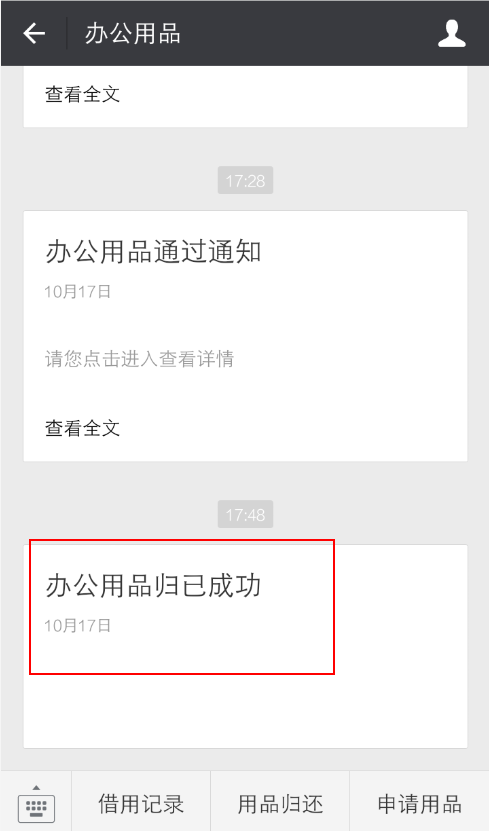 办公用品
查看全文
17:28
办公用品通过通知
10月17日
请您点击进入查看详情
查看全文
17:48
办公用品归已成功
10月17日
借用记录
用品归还
申请用品